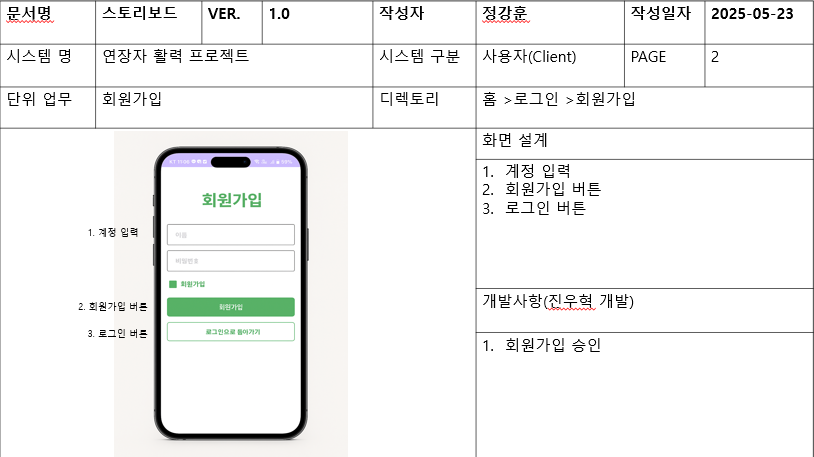 문서명 스토리보드 VER. 1.0 작성자 정강훈 작성일자 2025-05-23
시스템 명 연장자 활력 프로젝트 시스템 구분 사용자(Client) PAGE 2
단위 업무 회원가입 디렉토리 홈 >로그인 >회원가입
회원가입
1. 계정 입력
이름
비밀번호
회원가입
2. 회원가입 버튼
회원가입
3. 로그인 버튼
로그인으로 돌아가기
화면 설계
1. 계정 입력
2. 회원가입 버튼
3. 로그인 버튼
개발사항(진우혁 개발)
1. 회원가입 승인